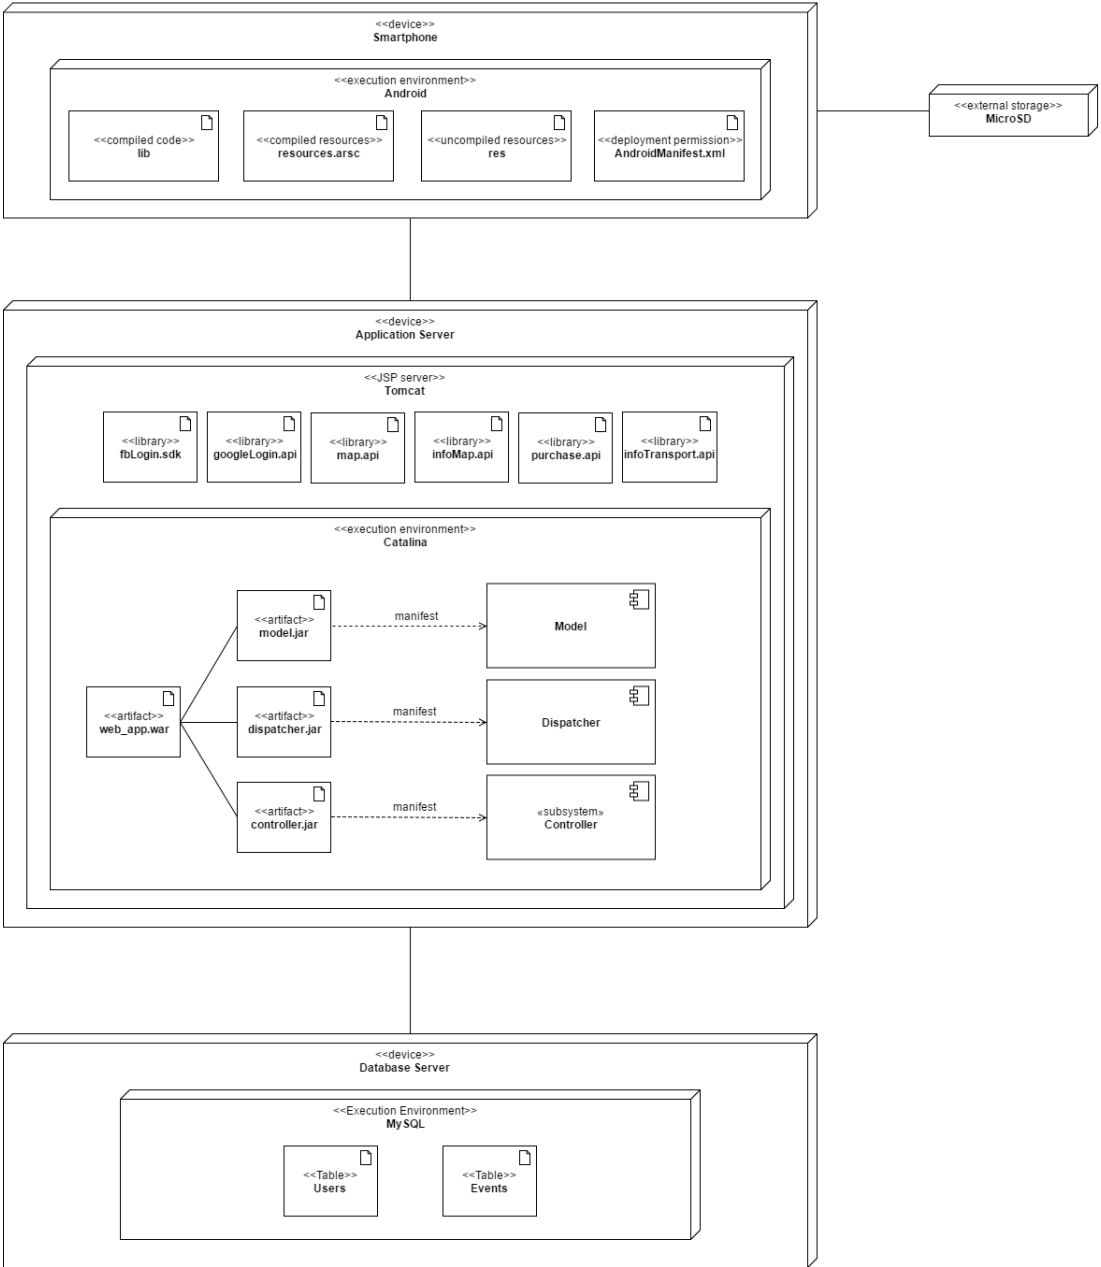 <<device>>
Smartphone
<<execution environment>>
Android
<<compiled code>>
lib
<<compiled resources>>
resources.arsc
<<uncompiled resources>>
res
<<deployment permission>>
AndroidManifest.xml
<<external storage>>
MicroSD
<<device>>
Application Server
<<JSP server>>
Tomcat
<<library>>
fbLogin.sdk
<<library>>
googleLogin.api
<<library>>
map.api
<<library>>
infoMap.api
<<library>>
purchase.api
<<library>>
infoTransport.api
<<execution environment>>
Catalina
<<artifact>>
model.jar
manifest
Model
<<artifact>>
web_app.war
<<artifact>>
dispatcher.jar
manifest
Dispatcher
<<artifact>>
controller.jar
manifest
«subsystem»
Controller
<<device>>
Database Server
<<Execution Environment>>
MySQL
<<Table>>
Users
<<Table>>
Events